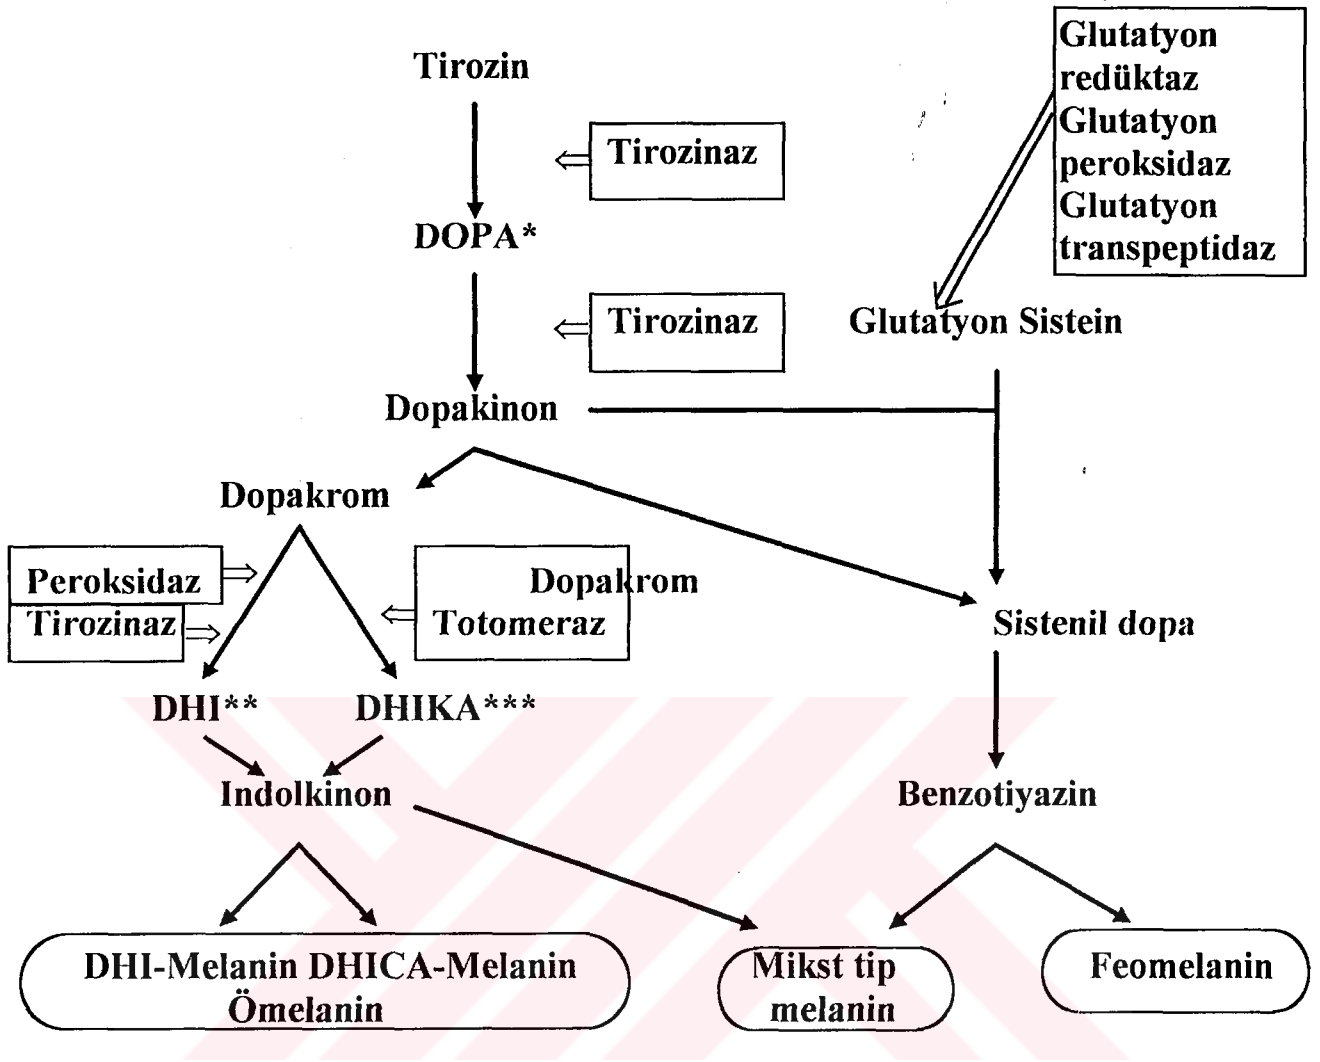 Tirozin
Glutatyon
redüktaz
Glutatyon
peroksidaz
Glutatyon
transpeptidaz
Tirozinaz
DOPA*
Tirozinaz
Glutatyon Sistein
Dopakinon
Dopakrom
Peroksidaz
Tirozinaz
Dopakrom
Totomeraz
Sistenil dopa
DHI**
DHIKA***
Indolkinon
Benzotiyazin
DHI-Melanin DHICA-Melanin
Ömelanin
Mikst tip
melanin
Feomelanin